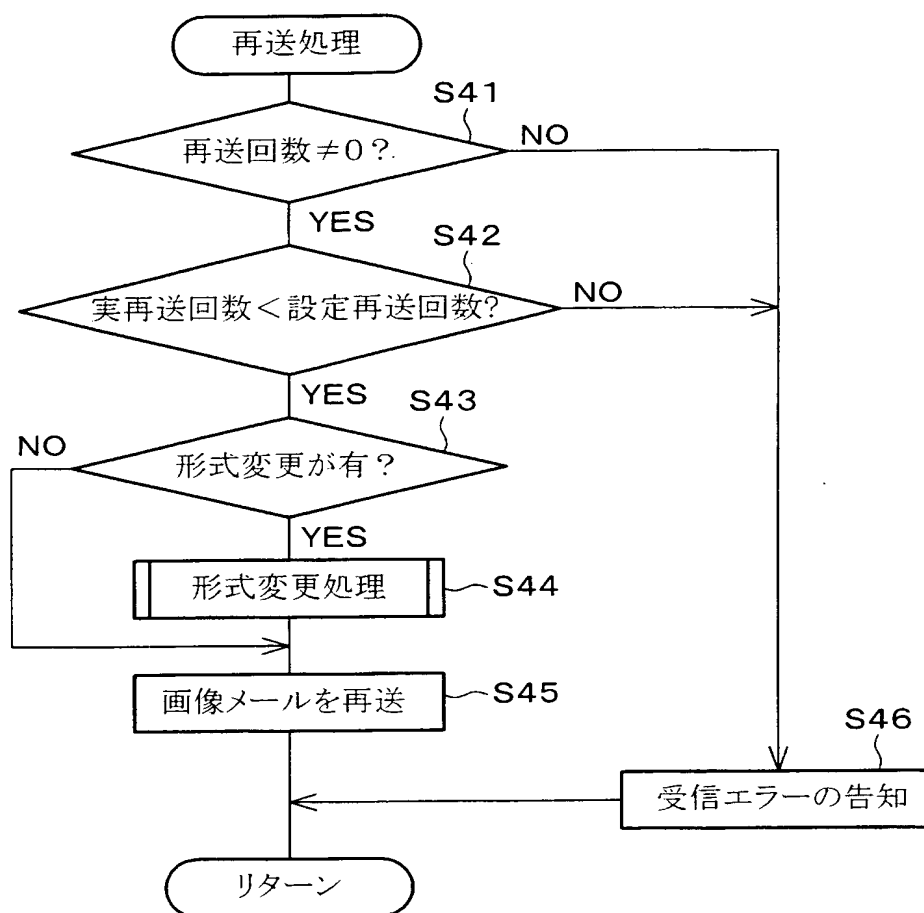 再送処理
S41
再送回数≠0?
NO
YES
S42
実再送回数<設定再送回数?
NO
YES
S43
NO
形式変更が有?
YES
形式変更処理
S44
画像メールを再送
S45
S46
受信エラーの告知
リターン